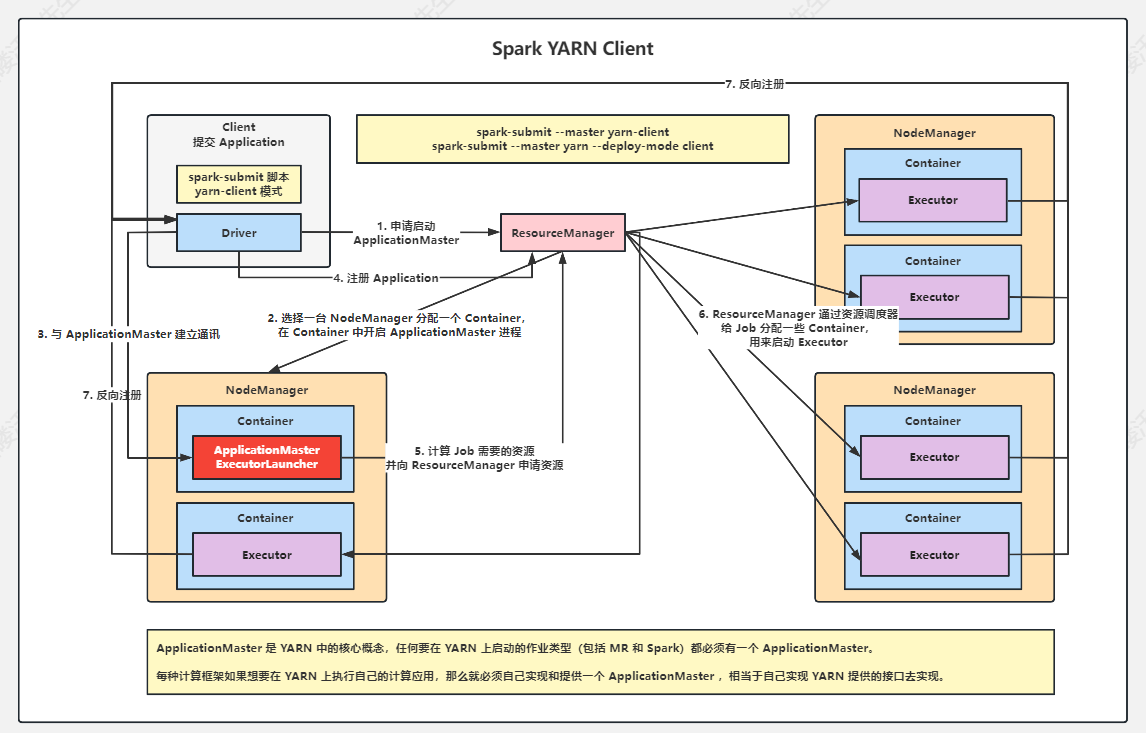 Spark YARN Client
7. 反向注册
Client
提交 Application
spark-submit 脚本
yarn-client 模式
Driver
spark-submit --master yarn-client
spark-submit --master yarn --deploy-mode client
1. 申请启动
ApplicationMaster
ResourceManager
4. 注册 Application
NodeManager
Container
Executor
Container
Executor
2. 选择一台 NodeManager 分配一个 Container，
在 Container 中开启 ApplicationMaster 进程
3. 与 ApplicationMaster 建立通讯
6. ResourceManager 通过资源调度器
给 Job 分配一些 Container，
用来启动 Executor
7. 反向注册
NodeManager
Container
ApplicationMaster
ExecutorLauncher
Container
Executor
5. 计算 Job 需要的资源
并向 ResourceManager 申请资源
NodeManager
Container
Executor
Container
Executor
ApplicationMaster 是 YARN 中的核心概念，任何要在 YARN 上启动的作业类型（包括 MR 和 Spark）都必须有一个 ApplicationMaster。
每种计算框架如果想要在 YARN 上执行自己的计算应用，那么就必须自己实现和提供一个 ApplicationMaster ，相当于自己实现 YARN 提供的接口去实现。